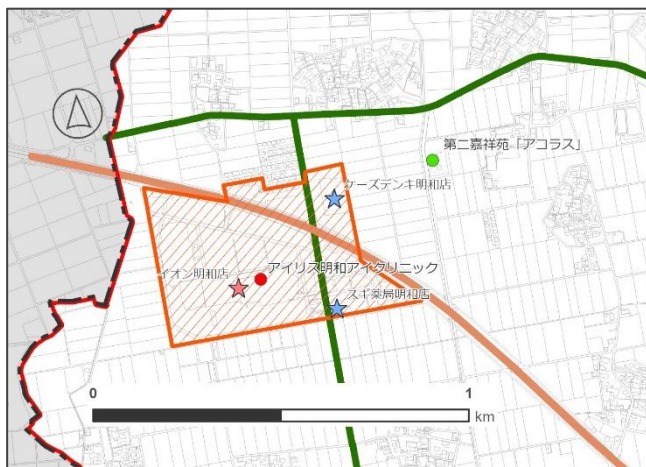 第二嘉祥苑「アコラス」
ケーズデンキ明和店
イオン明和店
アイリス明和アイクリニック
スギ薬局明和店
0
1
km